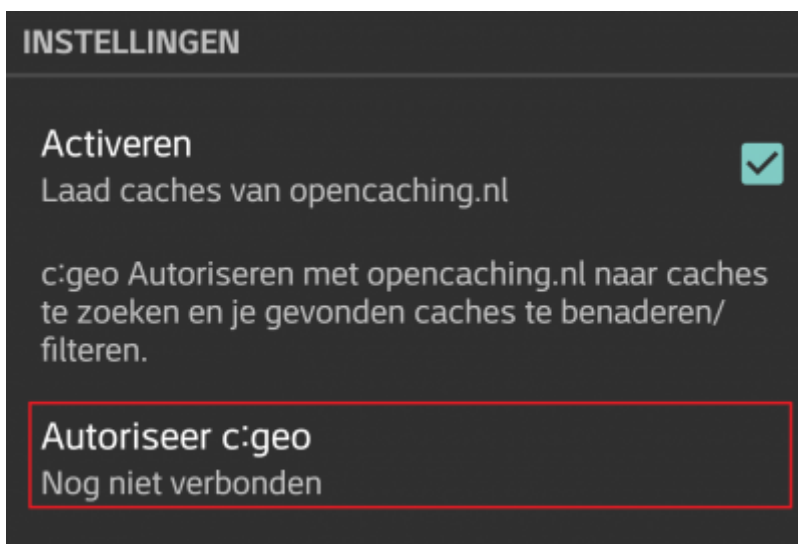 INSTELLINGEN
Activeren
Laad caches van opencaching.nl
c:geo Autoriseren met opencaching.nl naar caches
te zoeken en je gevonden caches te benaderen/
filteren.
Autoriseer c:geo
Nog niet verbonden